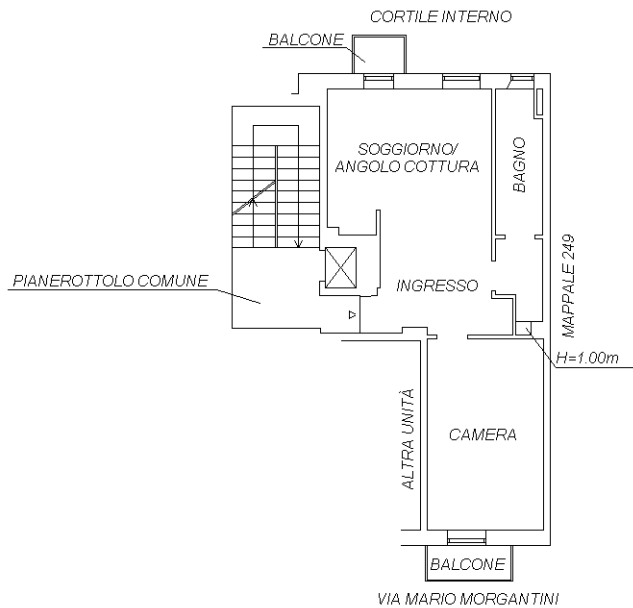 CORTILE INTERNO
BALCONE
SOGGIORNO/
ANGOLO COTTURA
BAGNO
PIANEROTTOLO COMUNE
INGRESSO
MAPPALE 249
H=1.00m
ALTRA UNITÀ
CAMERA
BALCONE
VIA MARIO MORGANTINI